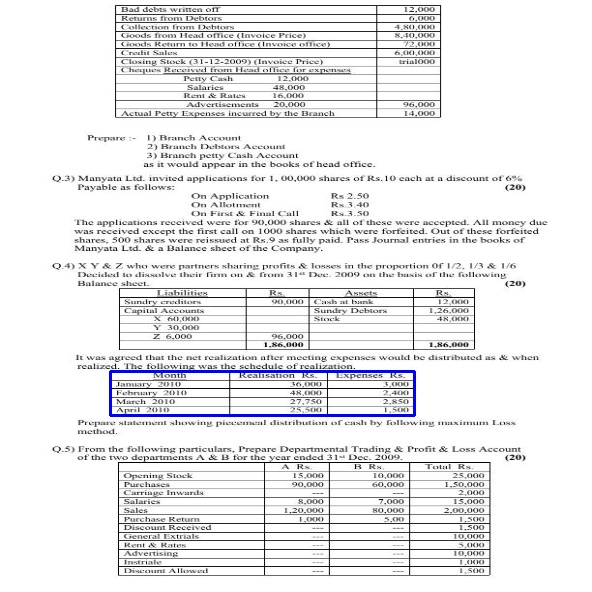 Bad debts written off 12,000
Returns from Debtors 6,000
Collection from Debtors 4,80,000
Goods from Head office (Invoice Price) 8,40,000
Goods Return to Head office (Invoice office) 72,000
Credit Sales 6,00,000
Closing Stock (31-12-2009) (Invoice Price) trial000
Cheques Received from Head office for expenses
Petty Cash 12,000
Salaries 48,000
Rent & Rates 16,000
Advertisements 20,000 96,000
Actual Petty Expenses incurred by the Branch 14,000
Prepare :- 1) Branch Account
2) Branch Debtors Account
3) Branch petty Cash Account
as it would appear in the books of head office.
Q.3) Manyata Ltd. invited applications for 1, 00,000 shares of Rs.10 each at a discount of 6%
Payable as follows: (20)
On Application Rs 2.50
On Allotment Rs.3.40
On First & Final Call Rs.3.50
The applications received were for 90,000 shares & all of these were accepted. All money due
was received except the first call on 1000 shares which were forfeited. Out of these forfeited
shares, 500 shares were reissued at Rs.9 as fully paid. Pass Journal entries in the books of
Manyata Ltd. & a Balance sheet of the Company.
Q.4) X Y & Z who were partners sharing profits & losses in the proportion 0f 1/2, 1/3 & 1/6
Decided to dissolve their firm on & from 31st Dec. 2009 on the basis of the following
Balance sheet. (20)
Liabilities Rs. Assets Rs.
Sundry creditors 90,000 Cash at bank 12,000
Capital Accounts Sundry Debtors 1,26,000
X 60,000 Stock 48,000
Y 30,000
Z 6,000 96,000
1,86,000 1,86,000
It was agreed that the net realization after meeting expenses would be distributed as & when
realized. The following was the schedule of realization.
Month Realisation Rs. Expenses Rs.
January 2010 36,000 3,000
February 2010 48,000 2,400
March 2010 27,750 2,850
April 2010 25,500 1,500
Prepare statement showing piecemeal distribution of cash by following maximum Loss
method.
Q.5) From the following particulars, Prepare Departmental Trading & Profit & Loss Account
of the two departments A & B for the year ended 31st Dec. 2009. (20)
A Rs. B Rs. Total Rs.
Opening Stock 15,000 10,000 25,000
Purchases 90,000 60,000 1,50,000
Carriage Inwards --- --- 2,000
Salaries 8,000 7,000 15,000
Sales 1,20,000 80,000 2,00,000
Purchase Return 1,000 5,00 1,500
Discount Received --- --- 1,500
General Extrials --- --- 10,000
Rent & Rates --- --- 5,000
Advertising --- --- 10,000
Instriale --- --- 1,000
Discount Allowed --- --- 1,500